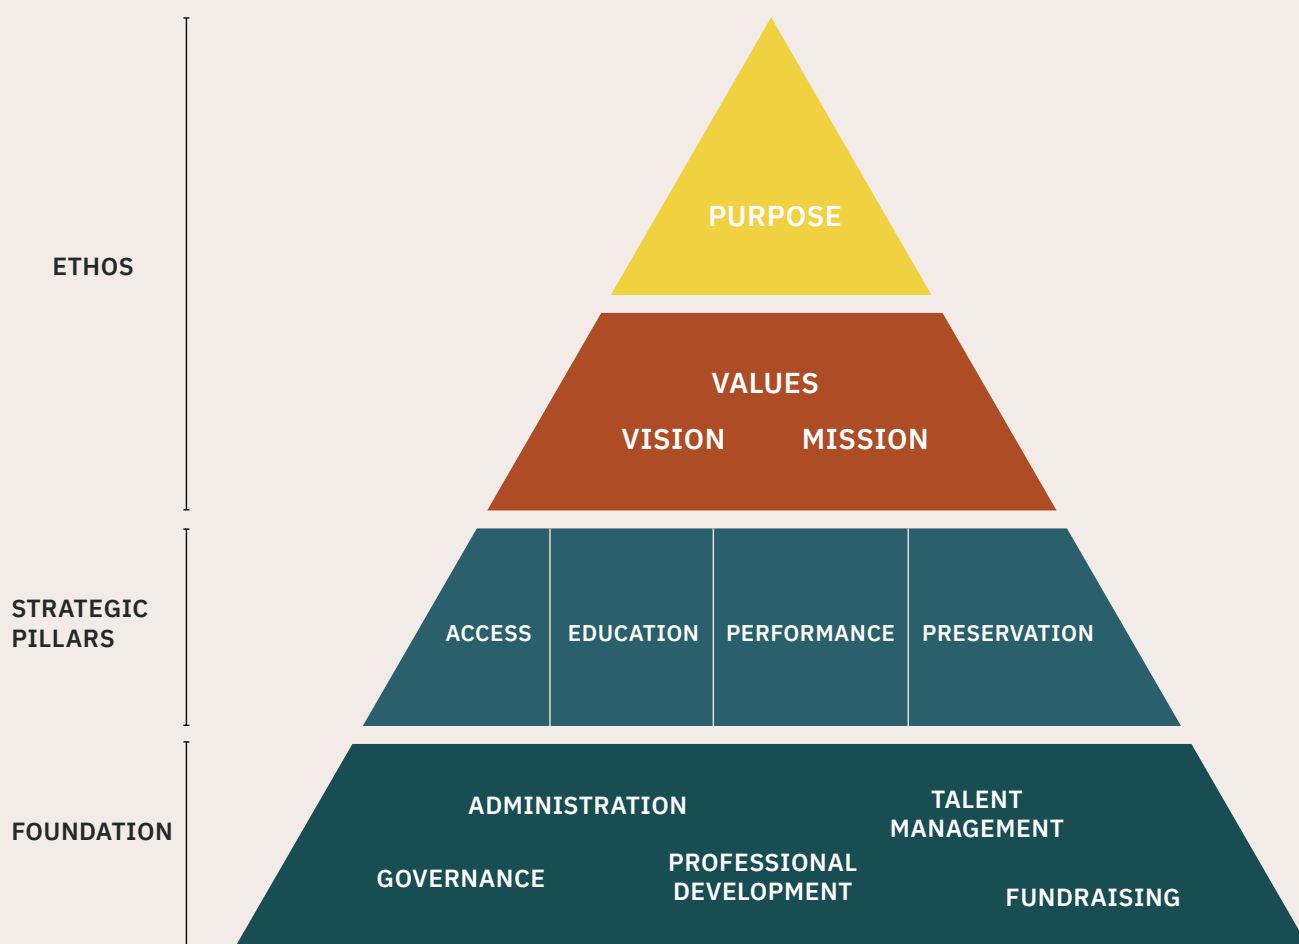 PURPOSE
ETHOS
VALUES
VISION MISSION
STRATEGIC
PILLARS
ACCESS EDUCATION PERFORMANCE PRESERVATION
FOUNDATION
ADMINISTRATION
TALENT
MANAGEMENT
GOVERNANCE
PROFESSIONAL
DEVELOPMENT
FUNDRAISING